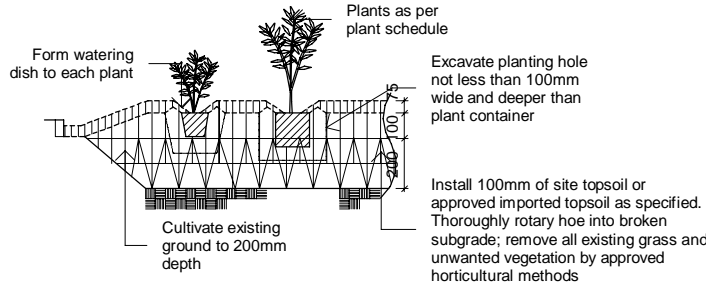 Plants as per
plant schedule
Form watering
dish to each plant
Excavate planting hole
not less than 100mm
wide and deeper than
plant container
75
100
200
Install 100mm of site topsoil or
approved imported topsoil as specified.
Thoroughly rotary hoe into broken
subgrade; remove all existing grass and
unwanted vegetation by approved
horticultural methods
Cultivate existing
ground to 200mm
depth